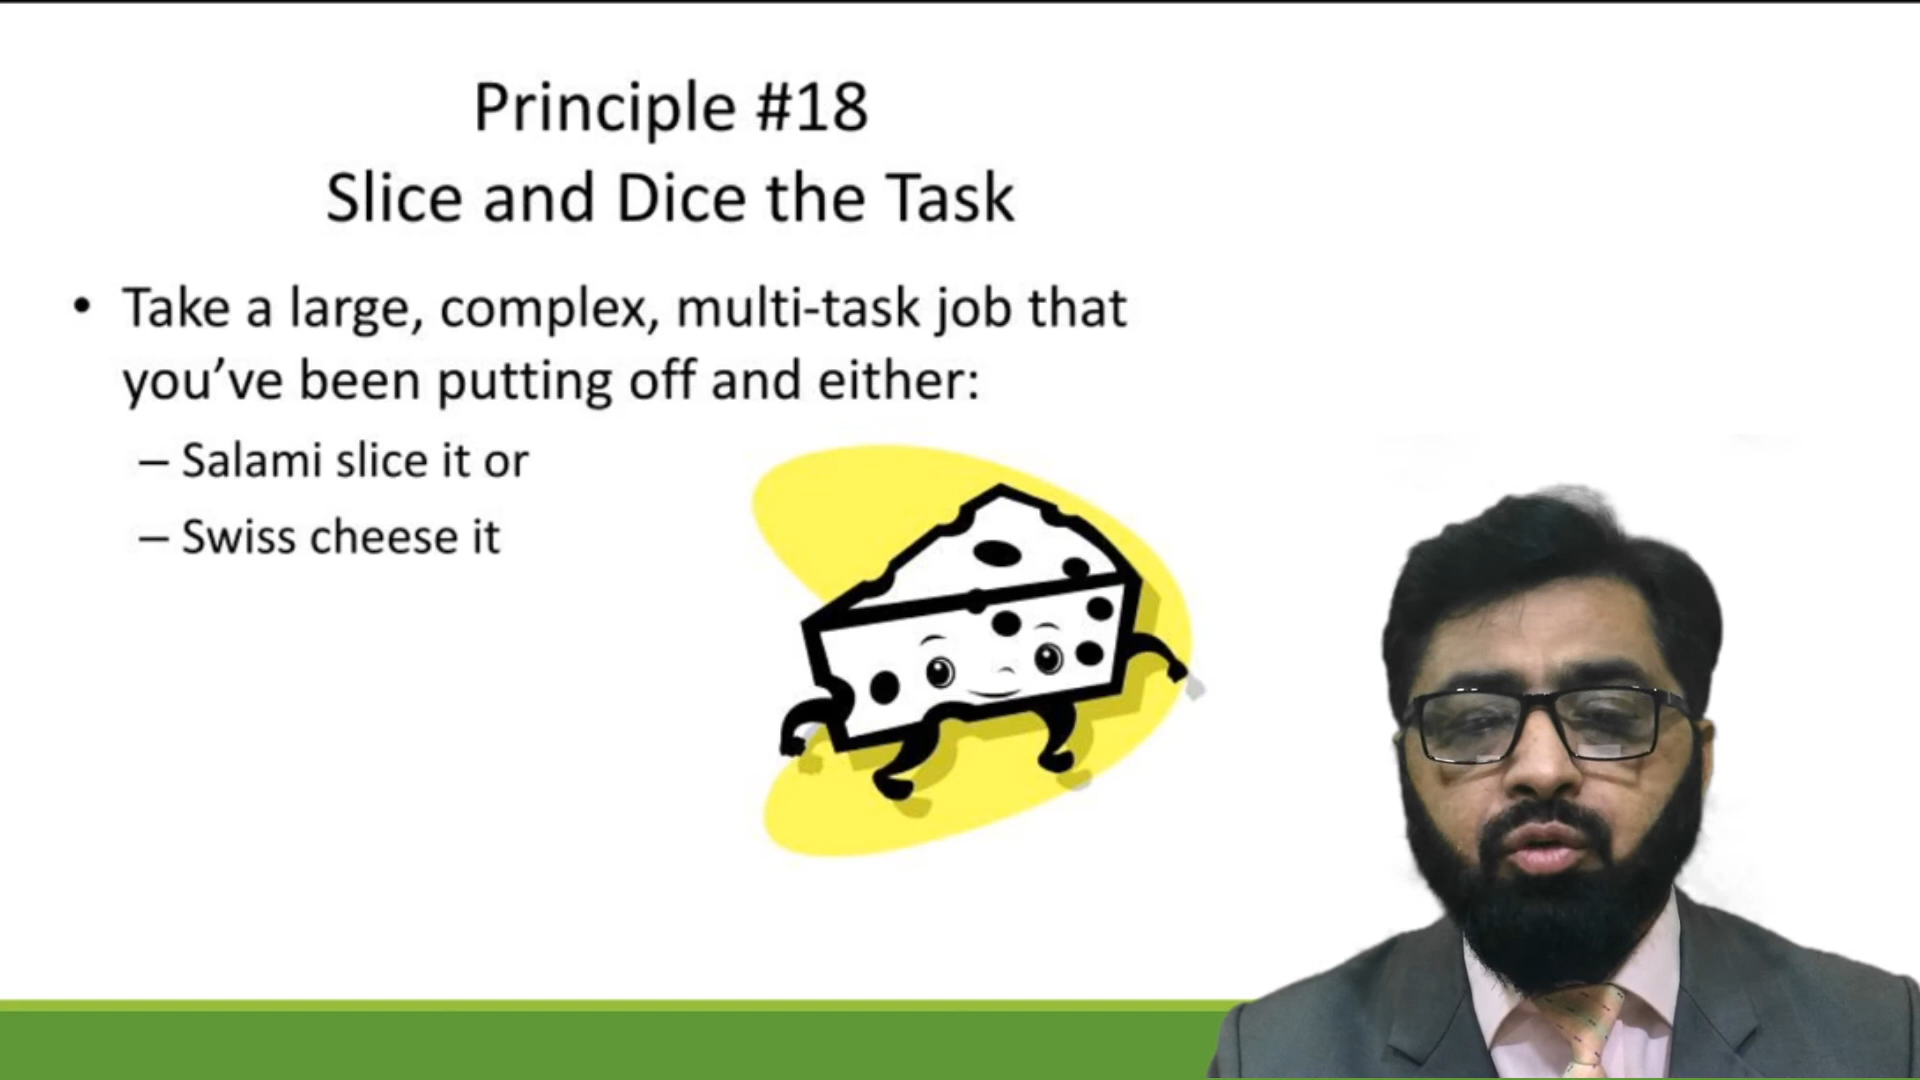 Principle #18
Slice and Dice the Task
• Take a large, complex, multi-task job that
you’ve been putting off and either:
– Salami slice it or
– Swiss cheese it